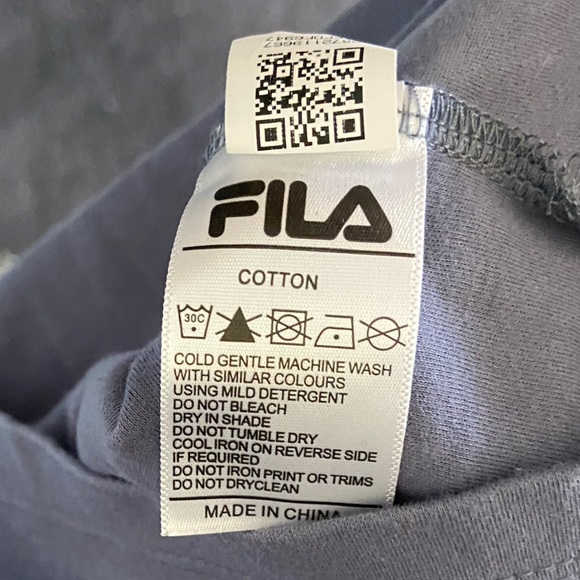 FILA
COTTON
30C
COLD GENTLE MACHINE WASH
WITH SIMILAR COLOURS
USING MILD DETERGENT
DO NOT BLEACH
DRY IN SHADE
DO NOT TUMBLE DRY
COOL IRON ON REVERSE SIDE
IF REQUIRED
DO NOT IRON PRINT OR TRIMS
DO NOT DRYCLEAN
MADE IN CHINA